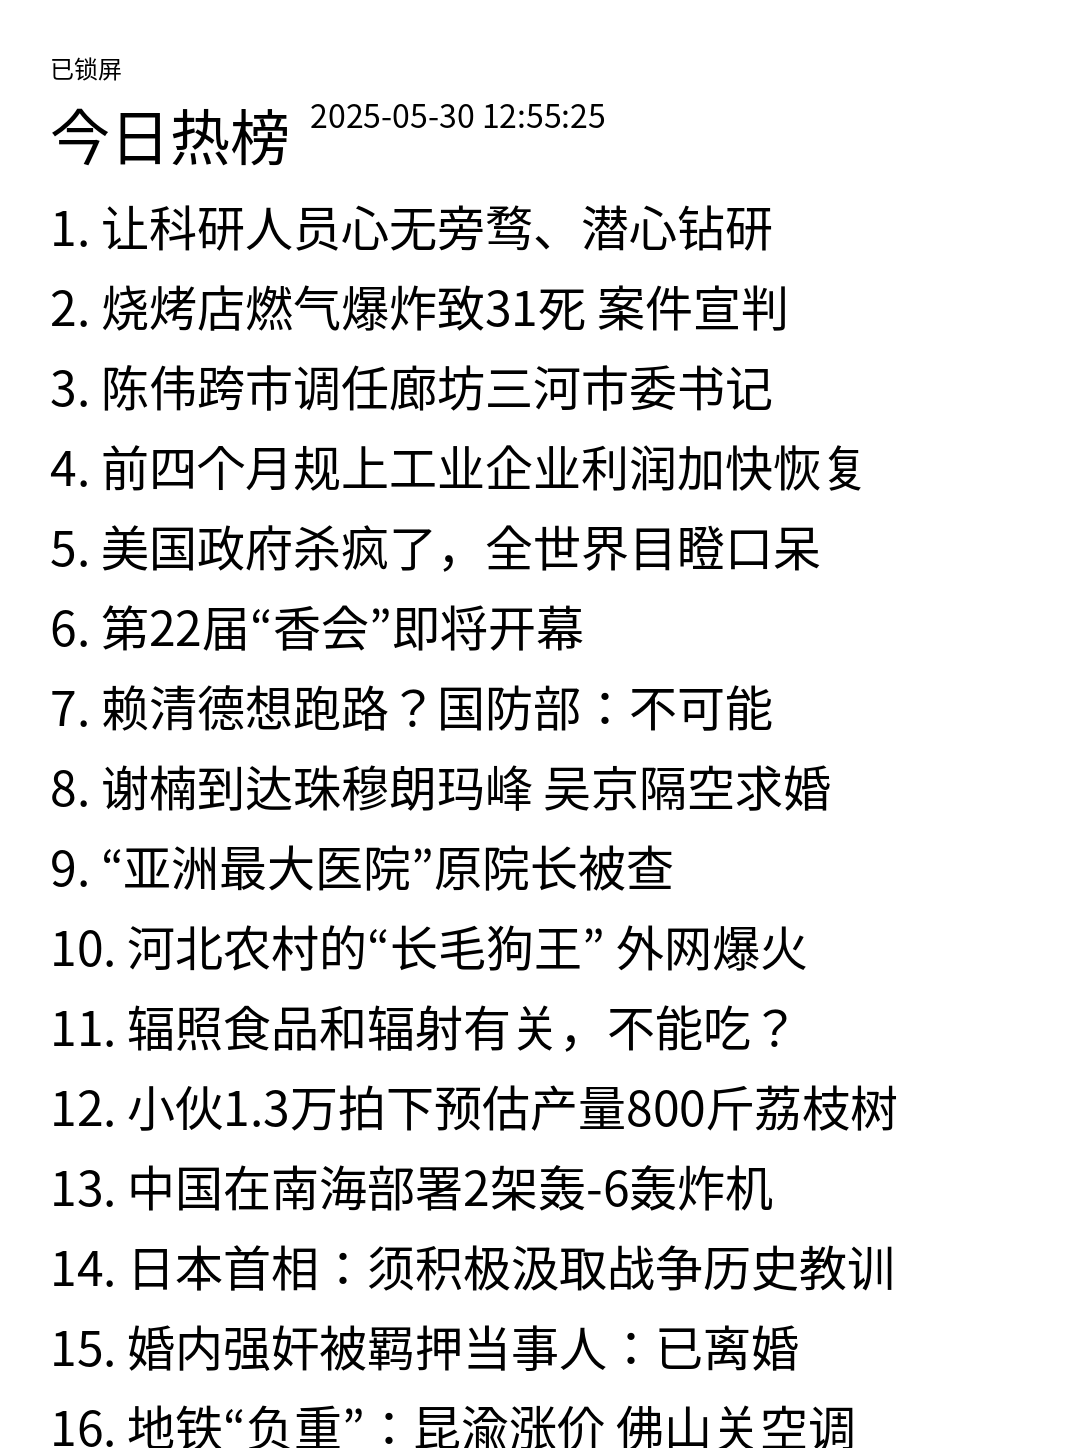 已锁屏
今日热榜 2025-05-30 12:55:25
1. 让科研人员心无旁骛、潜心钻研
2. 烧烤店燃气爆炸致31死 案件宣判
3. 陈伟跨市调任廊坊三河市委书记
4. 前四个月规上工业企业利润加快恢复
5. 美国政府杀疯了，全世界目瞪口呆
6. 第22届“香会”即将开幕
7. 赖清德想跑路？国防部：不可能
8. 谢楠到达珠穆朗玛峰 吴京隔空求婚
9. “亚洲最大医院”原院长被查
10. 河北农村的“长毛狗王” 外网爆火
11. 辐照食品和辐射有关，不能吃？
12. 小伙1.3万拍下预估产量800斤荔枝树
13. 中国在南海部署2架轰-6轰炸机
14. 日本首相：须积极汲取战争历史教训
15. 婚内强奸被羁押当事人：已离婚
16. 地铁“负重”：昆渝涨价 佛山关空调